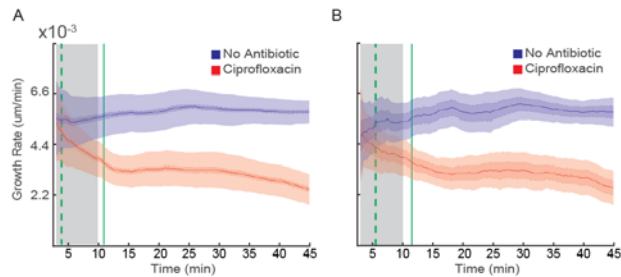 A
B
x10-3
No Antibiotic
Ciprofloxacin
No Antibiotic
Ciprofloxacin
Growth Rate (um/min)
6.6
4.4
2.2
5 10 15 20 25 30 35 40 45
5 10 15 20 25 30 35 40 45
Time (min)
Time (min)